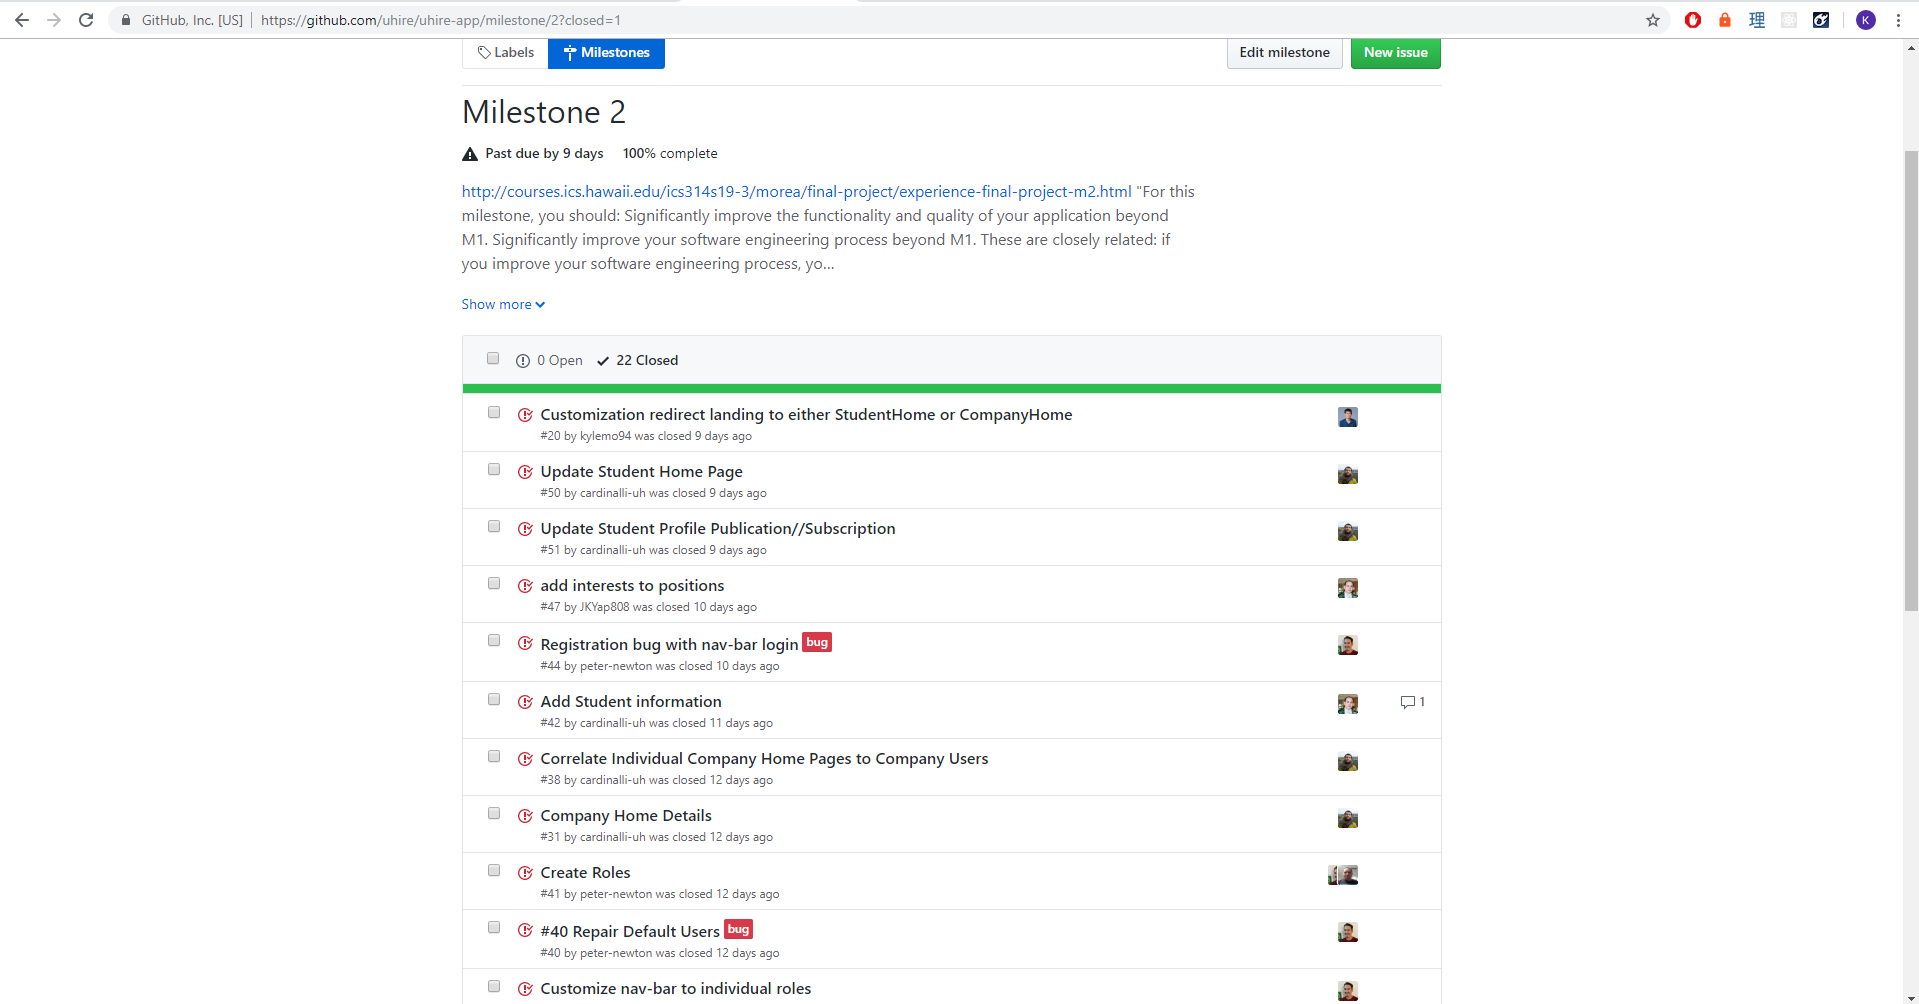 GitHub, Inc. [US] https://github.com/uhire/uhire-app/milestone/2?closed=1
理 K
Labels Milestones Edit milestone New issue
Milestone 2
Past due by 9 days 100% complete
http://courses.ics.hawaii.edu/ics314s19-3/morea/final-project/experience-final-project-m2.html "For this
milestone, you should: Significantly improve the functionality and quality of your application beyond
M1. Significantly improve your software engineering process beyond M1. These are closely related: if
you improve your software engineering process, yo...
Show more
0 Open 22 Closed
Customization redirect landing to either StudentHome or CompanyHome
#20 by kylemo94 was closed 9 days ago
Update Student Home Page
#50 by cardinalli-uh was closed 9 days ago
Update Student Profile Publication//Subscription
#51 by cardinalli-uh was closed 9 days ago
add interests to positions
#47 by JKYap808 was closed 10 days ago
Registration bug with nav-bar login bug
#44 by peter-newton was closed 10 days ago
Add Student information 1
#42 by cardinalli-uh was closed 11 days ago
Correlate Individual Company Home Pages to Company Users
#38 by cardinalli-uh was closed 12 days ago
Company Home Details
#31 by cardinalli-uh was closed 12 days ago
Create Roles
#41 by peter-newton was closed 12 days ago
#40 Repair Default Users bug
#40 by peter-newton was closed 12 days ago
Customize nav-bar to individual roles